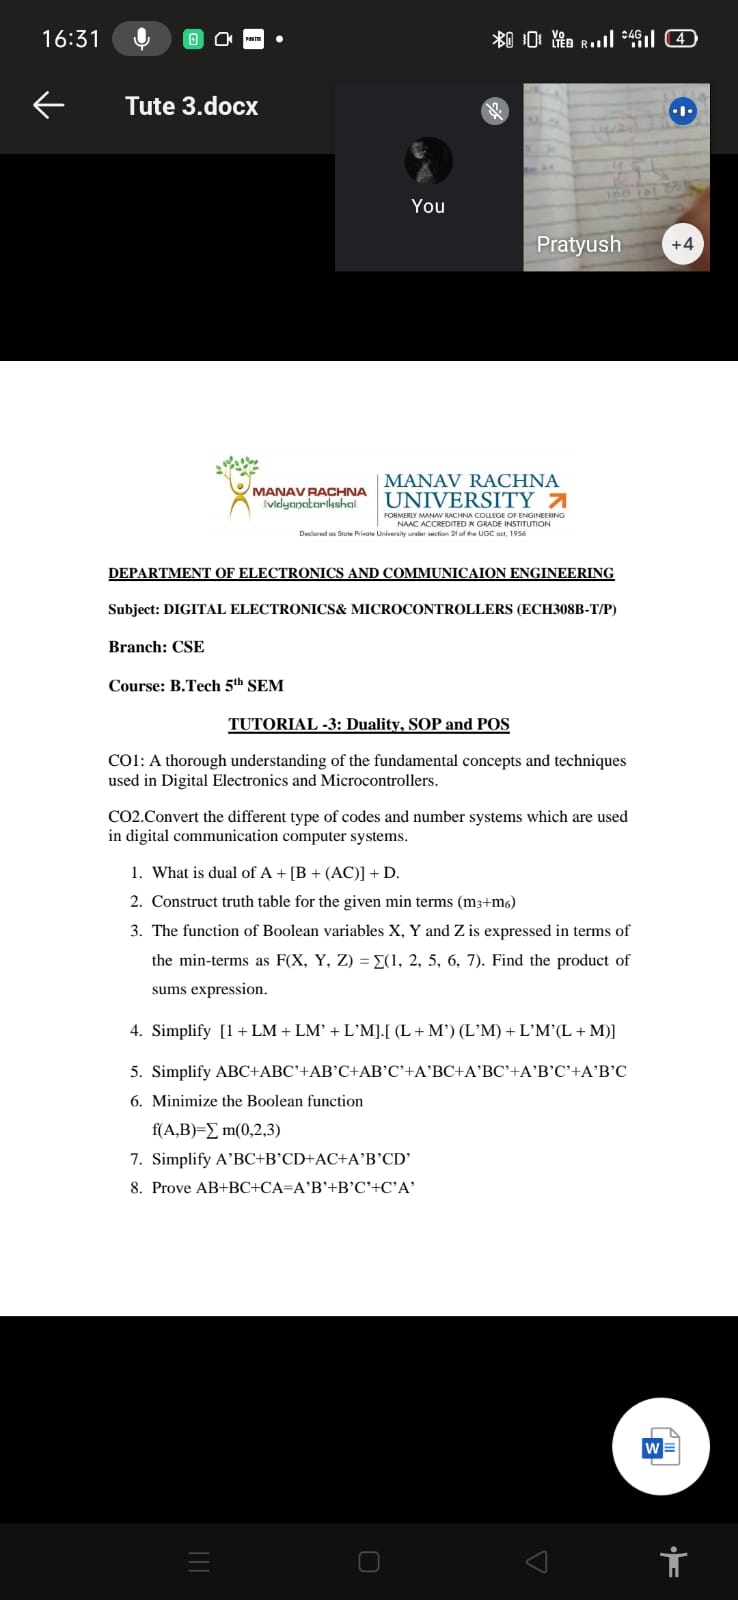 16:31
PAYTM
Vo LTE2 R 4G 4
Tute 3.docx
You
Pratyush
+4
MANAV RACHNA
vidyanatariksha
MANAV RACHNA
UNIVERSITY
FORMERLY MANAV RACHNA COLLEGE OF ENGINEERING
NAAC ACCREDITED 'A' GRADE INSTITUTION
Declared as State Private University under section 2f of the UGC act, 1956
DEPARTMENT OF ELECTRONICS AND COMMUNICAION ENGINEERING
Subject: DIGITAL ELECTRONICS& MICROCONTROLLERS (ECH308B-T/P)
Branch: CSE
Course: B.Tech 5th SEM
TUTORIAL -3: Duality, SOP and POS
CO1: A thorough understanding of the fundamental concepts and techniques
used in Digital Electronics and Microcontrollers.
CO2.Convert the different type of codes and number systems which are used
in digital communication computer systems.
1. What is dual of A + [B + (AC)] + D.
2. Construct truth table for the given min terms (m3+m6)
3. The function of Boolean variables X, Y and Z is expressed in terms of
the min-terms as F(X, Y, Z) = ∑(1, 2, 5, 6, 7). Find the product of
sums expression.
4. Simplify [1 + LM + LM’ + L’M].[ (L + M’) (L’M) + L’M’(L + M)]
5. Simplify ABC+ABC’+AB’C+AB’C’+A’BC+A’BC’+A’B’C’+A’B’C
6. Minimize the Boolean function
f(A,B)=∑ m(0,2,3)
7. Simplify A’BC+B’CD+AC+A’B’CD’
8. Prove AB+BC+CA=A’B’+B’C’+C’A’
W